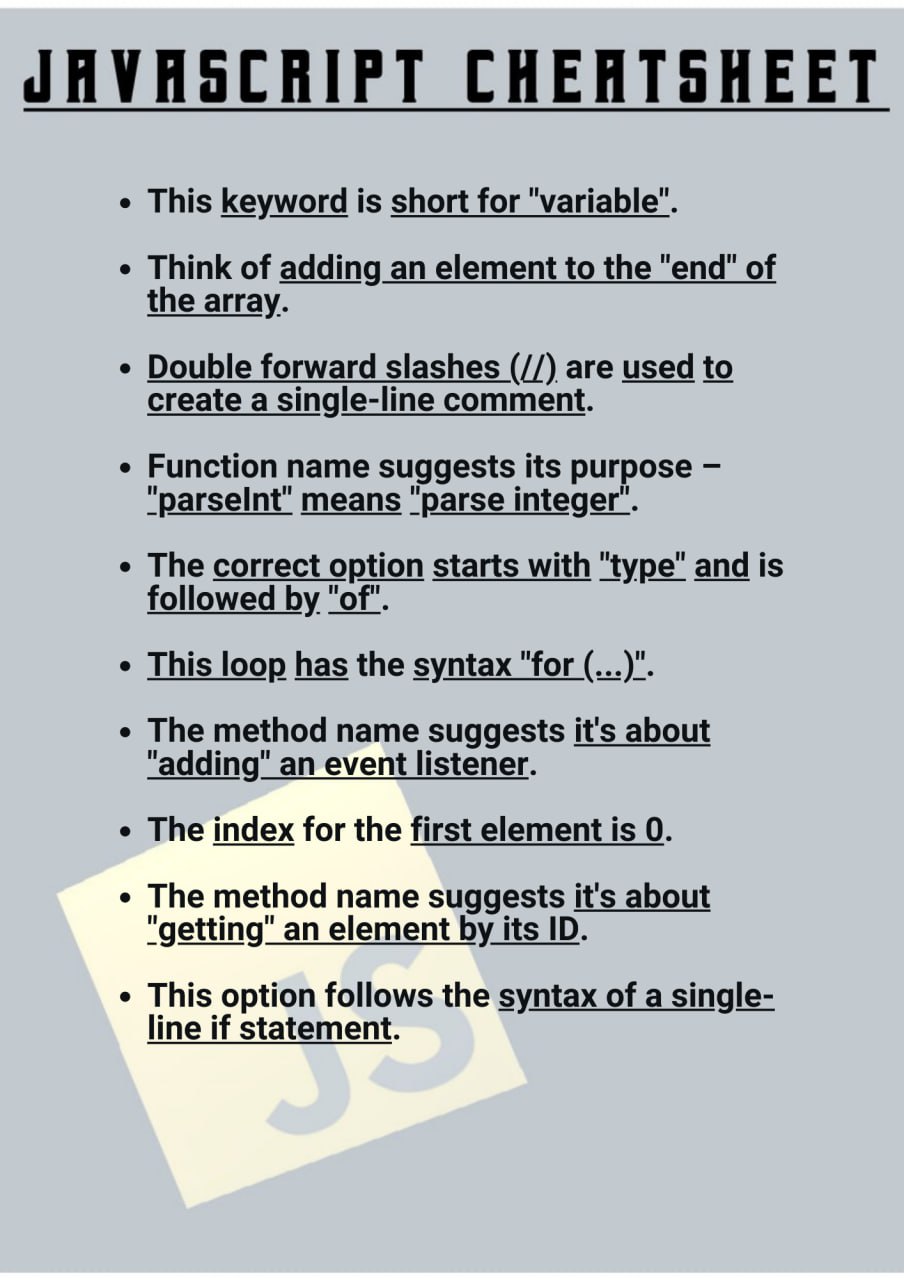 JAVASCRIPT CHEATSHEET
• This keyword is short for "variable".
• Think of adding an element to the "end" of
the array.
• Double forward slashes (//) are used to
create a single-line comment.
• Function name suggests its purpose –
"parseInt" means "parse integer".
• The correct option starts with "type" and is
followed by "of".
• This loop has the syntax "for (...)".
• The method name suggests it's about
"adding" an event listener.
• The index for the first element is 0.
• The method name suggests it's about
"getting" an element by its ID.
• This option follows the syntax of a single-
line if statement.
JS